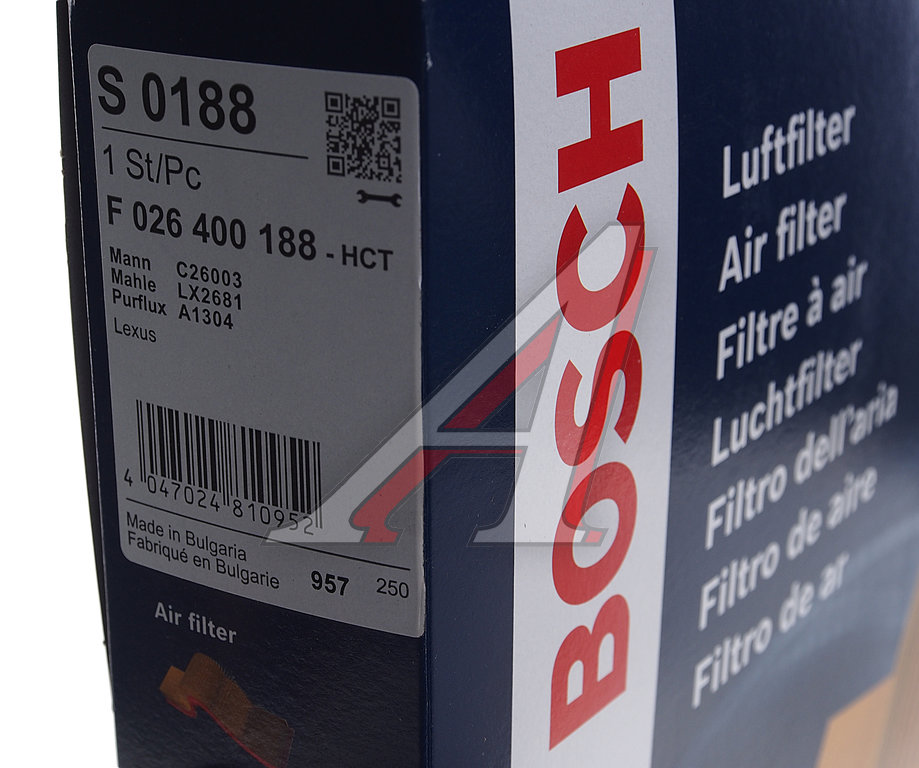 S 0188
1 St/Pc
F 026 400 188 - HCT
Mann C26003
Mahle LX2681
Purflux A1304
Lexus
4 047024 810952
Made in Bulgaria
Fabriqué en Bulgarie
957 250
Air filter
BOSCH
Luftfilter
Air filter
Filtre à air
Luchtfilter
Filtro dell'aria
Filtro de aire
Filtro de ar